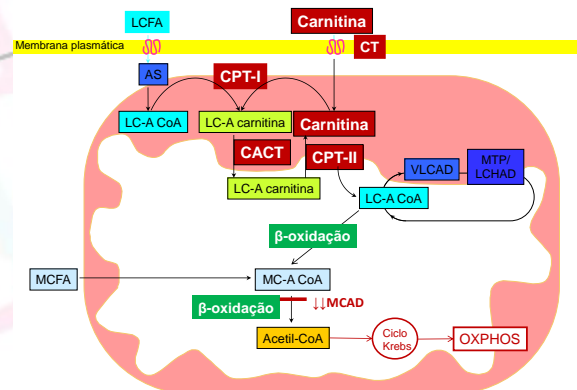 LCFA
Carnitina
Membrana plasmática
CT
AS
CPT-I
LC-A CoA
LC-A carnitina
Carnitina
CACT
CPT-II
LC-A carnitina
VLCAD
MTP/
LCHAD
LC-A CoA
β-oxidação
MCFA
MC-A CoA
β-oxidação
↓↓MCAD
Acetil-CoA
Ciclo
Krebs
OXPHOS